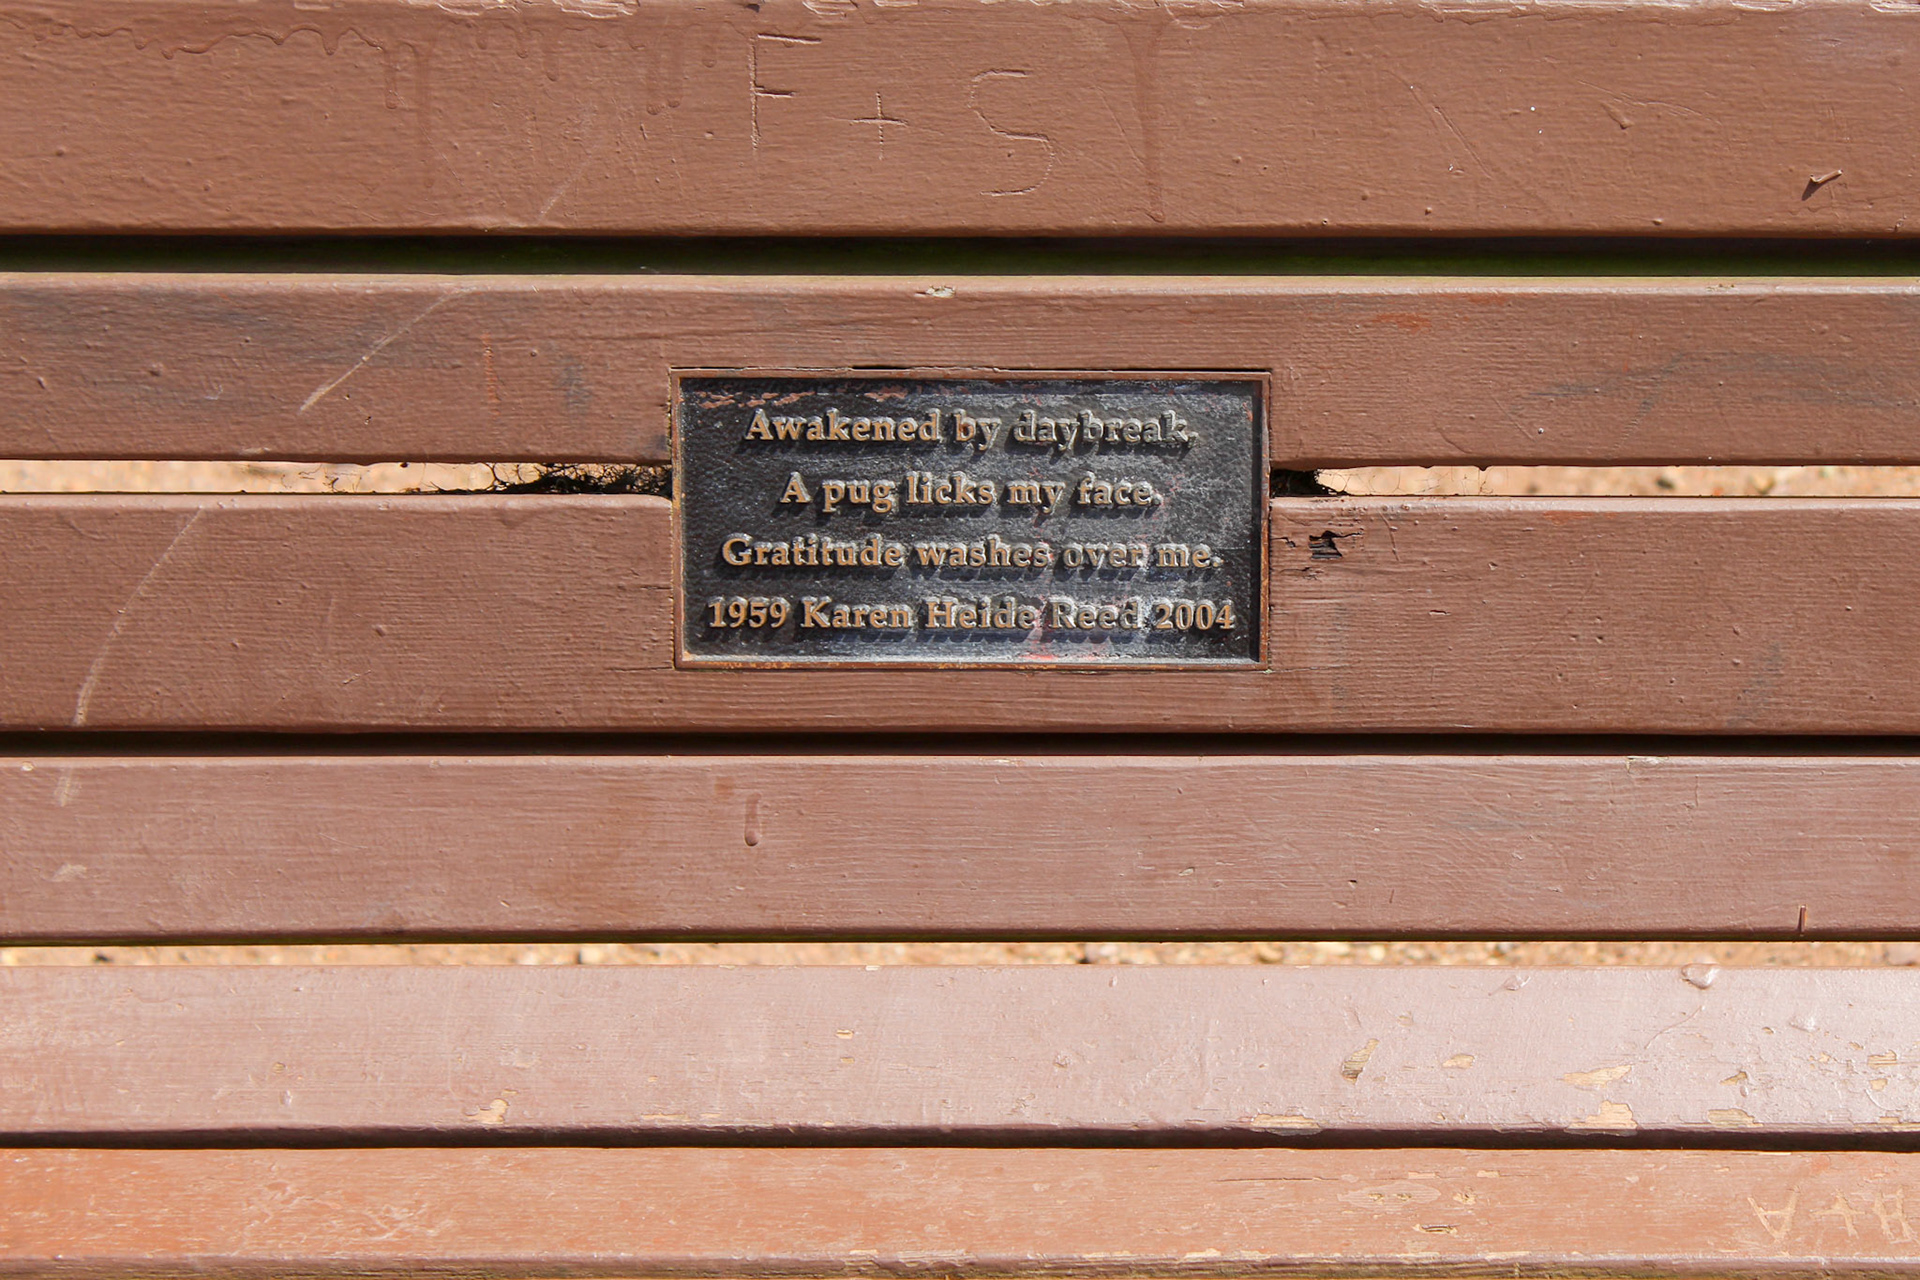 F + S
Awakened by daybreak,
A pug licks my face,
Gratitude washes over me.
1959 Karen Heide Reed 2004